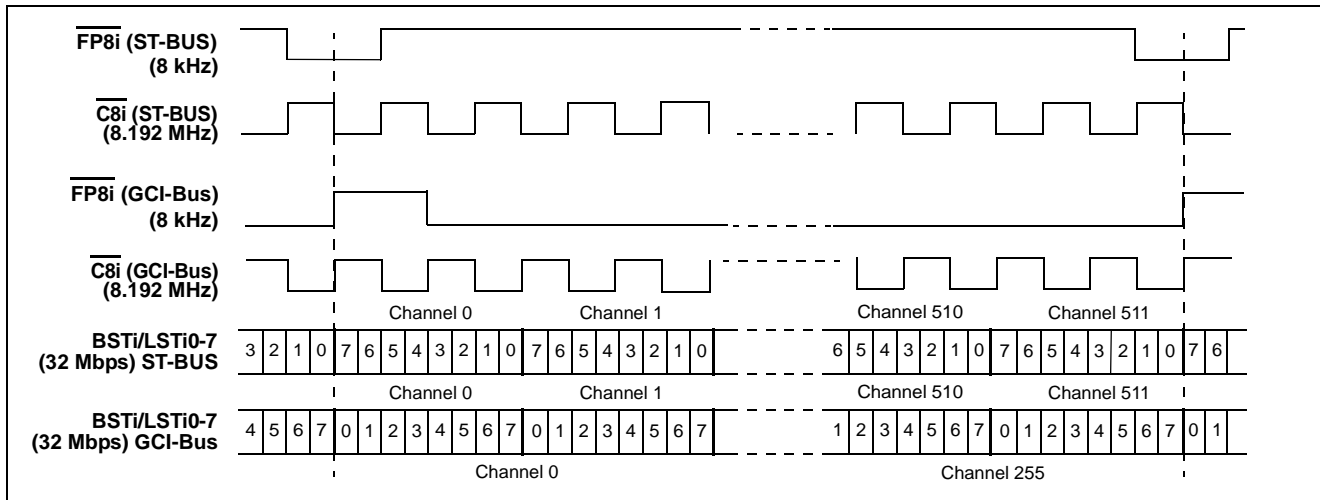 FP8i (ST-BUS)
(8 kHz)
C8i (ST-BUS)
(8.192 MHz)
FP8i (GCI-Bus)
(8 kHz)
C8i (GCI-Bus)
(8.192 MHz)
Channel 0 Channel 1 Channel 510 Channel 511
BSTi/LSTi0-7
(32 Mbps) ST-BUS
3 2 1 0 7 6 5 4 3 2 1 0 7 6 5 4 3 2 1 0 6 5 4 3 2 1 0 7 6 5 4 3 2 1 0 7 6
Channel 0 Channel 1 Channel 510 Channel 511
BSTi/LSTi0-7
(32 Mbps) GCI-Bus
4 5 6 7 0 1 2 3 4 5 6 7 0 1 2 3 4 5 6 7 1 2 3 4 5 6 7 0 1 2 3 4 5 6 7 0 1
Channel 0 Channel 255